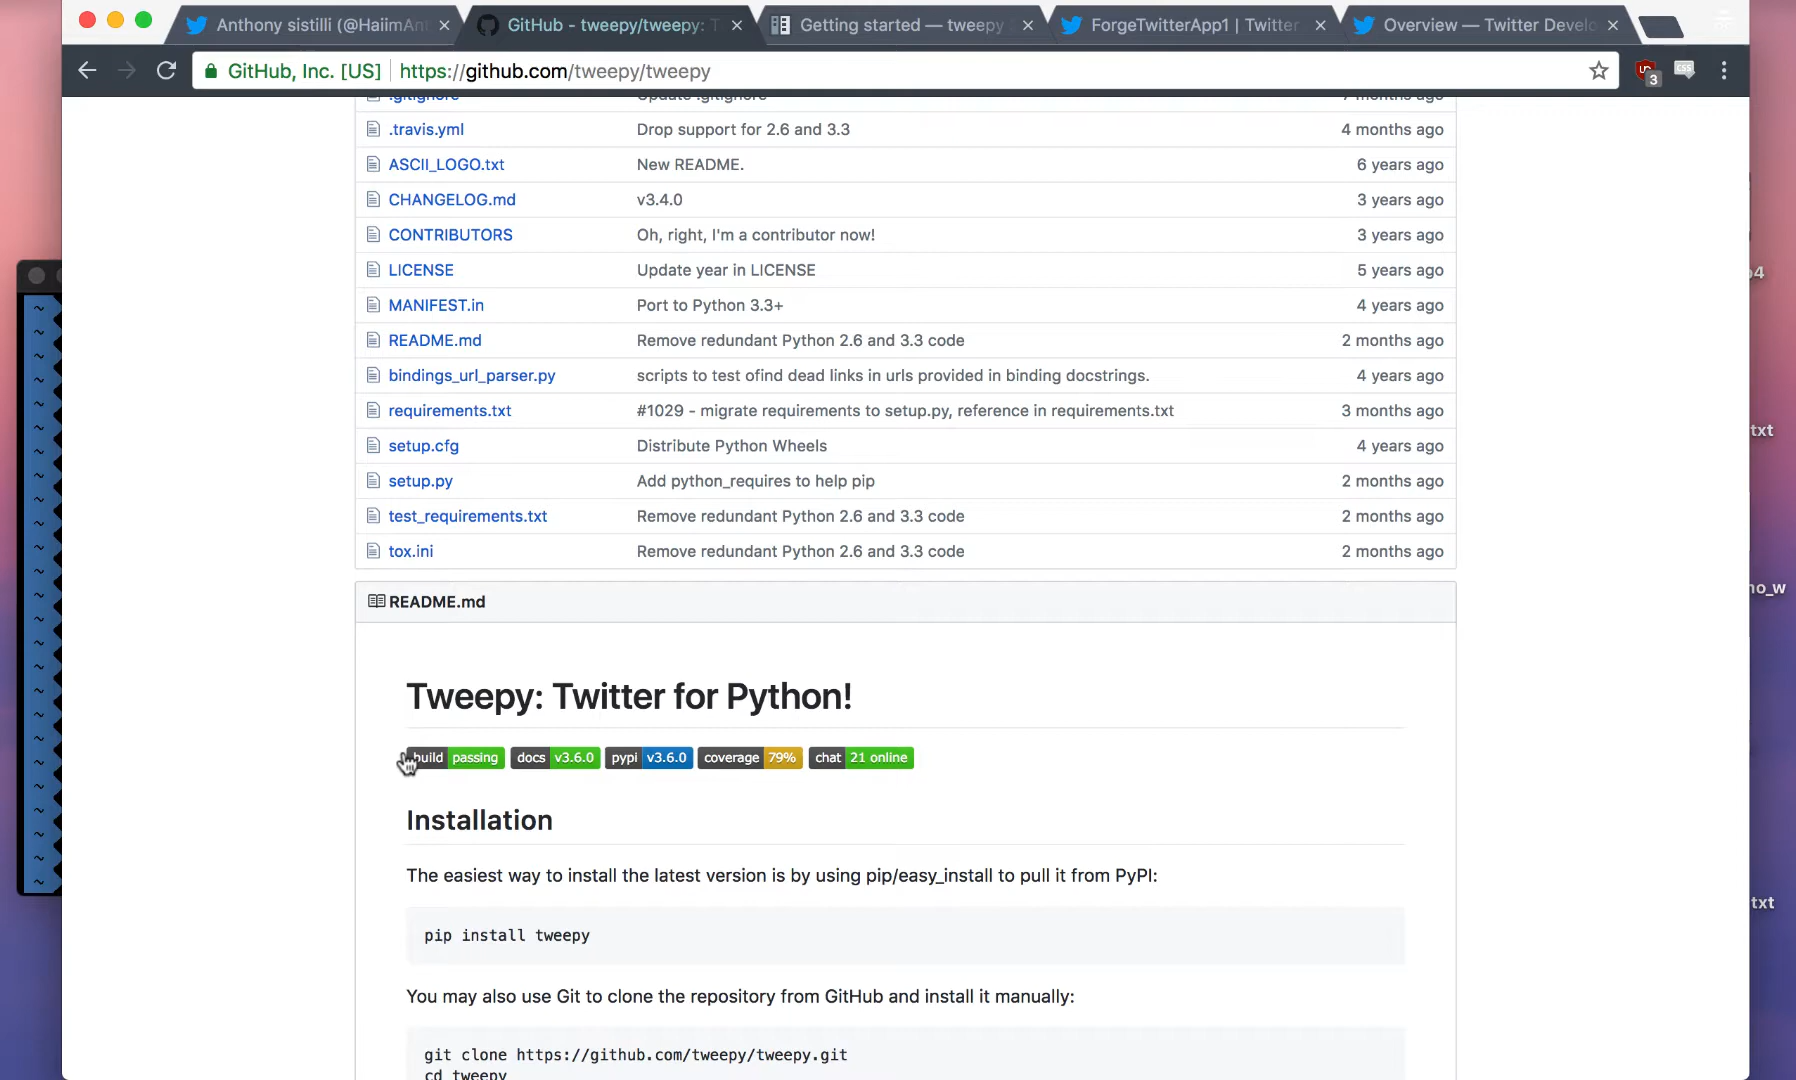 Anthony sistilli (@HaiimAn
GitHub - tweepy/tweepy: T
Getting started — tweepy
ForgeTwitterApp1 | Twitter
Overview — Twitter Develo
GitHub, Inc. [US] https://github.com/tweepy/tweepy
3
css
.gitignore Update .gitignore 7 months ago
.travis.yml Drop support for 2.6 and 3.3 4 months ago
ASCII_LOGO.txt New README. 6 years ago
CHANGELOG.md v3.4.0 3 years ago
CONTRIBUTORS Oh, right, I'm a contributor now! 3 years ago
LICENSE Update year in LICENSE 5 years ago
MANIFEST.in Port to Python 3.3+ 4 years ago
README.md Remove redundant Python 2.6 and 3.3 code 2 months ago
bindings_url_parser.py scripts to test ofind dead links in urls provided in binding docstrings. 4 years ago
requirements.txt #1029 - migrate requirements to setup.py, reference in requirements.txt 3 months ago
setup.cfg Distribute Python Wheels 4 years ago
setup.py Add python_requires to help pip 2 months ago
test_requirements.txt Remove redundant Python 2.6 and 3.3 code 2 months ago
tox.ini Remove redundant Python 2.6 and 3.3 code 2 months ago
README.md
Tweepy: Twitter for Python!
build passing docs v3.6.0 pypi v3.6.0 coverage 79% chat 21 online
Installation
The easiest way to install the latest version is by using pip/easy_install to pull it from PyPI:
pip install tweepy
You may also use Git to clone the repository from GitHub and install it manually:
git clone https://github.com/tweepy/tweepy.git
cd tweepy
txt
no_w
txt